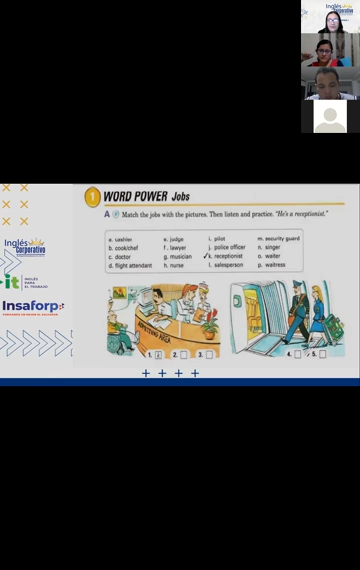 Inglés
Corporativo
1 WORD POWER Jobs
A Match the jobs with the pictures. Then listen and practice. "He's a receptionist."
a. cashier
b. cook/chef
c. doctor
d. flight attendant
e. judge
f. lawyer
g. musician
h. nurse
i. pilot
j. police officer
✓ k. receptionist
l. salesperson
m. security guard
n. singer
o. waiter
p. waitress
Inglés
Corporativo
it
INGLÉS
PARA
EL TRABAJO
Insaforp
RECEIVING AREA
1.
2.
3.
4.
5.